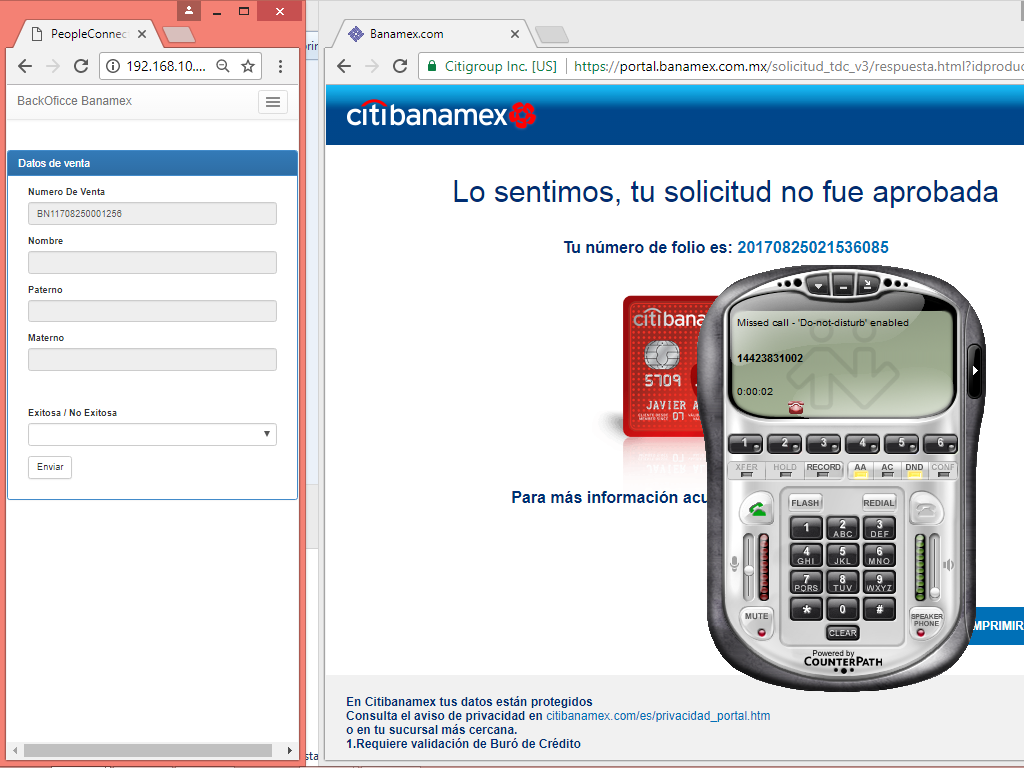 PeopleConnec
192.168.10....
BackOficce Banamex
Datos de venta
Numero De Venta
BN11708250001256
Nombre
Paterno
Materno
Exitosa / No Exitosa
Enviar
Banamex.com
Citigroup Inc. [US]
https://portal.banamex.com.mx/solicitud_tdc_v3/respuesta.html?idproduc
citibanamex
Lo sentimos, tu solicitud no fue aprobada
Tu número de folio es: 20170825021536085
citibana
5709
JAVIER A
Para más información acu
IMPRIMIR
Missed call - 'Do-not-disturb' enabled
14423831002
0:00:02
1 2 3 4 5 6
XFER HOLD RECORD AA AC DND CONF
FLASH REDIAL
1 2 ABC 3 DEF
4 GHI 5 JKL 6 MNO
7 PQRS 8 TUV 9 WXYZ
* 0 #
MUTE
SPEAKER PHONE
CLEAR
Powered by
COUNTERPATH
En Citibanamex tus datos están protegidos
Consulta el aviso de privacidad en citibanamex.com/es/privacidad_portal.htm
o en tu sucursal más cercana.
1.Requiere validación de Buró de Crédito